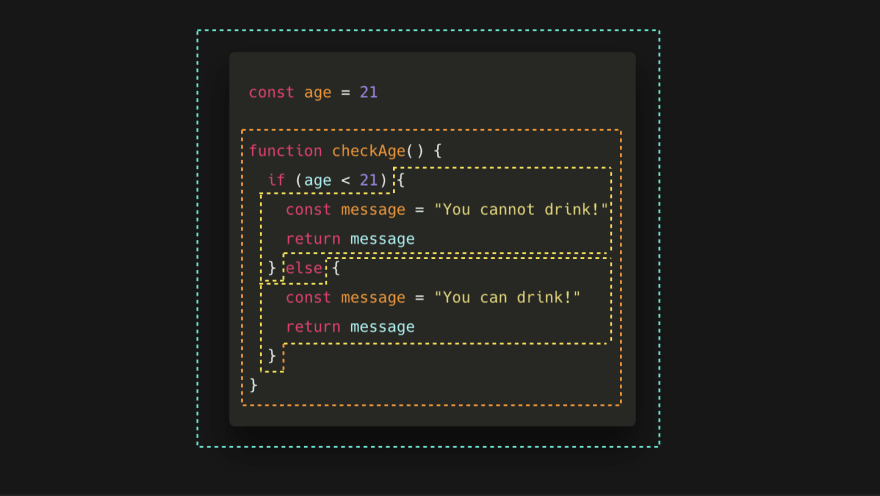 const age = 21
function checkAge() {
if (age < 21) {
const message = "You cannot drink!"
return message
} else {
const message = "You can drink!"
return message
}
}